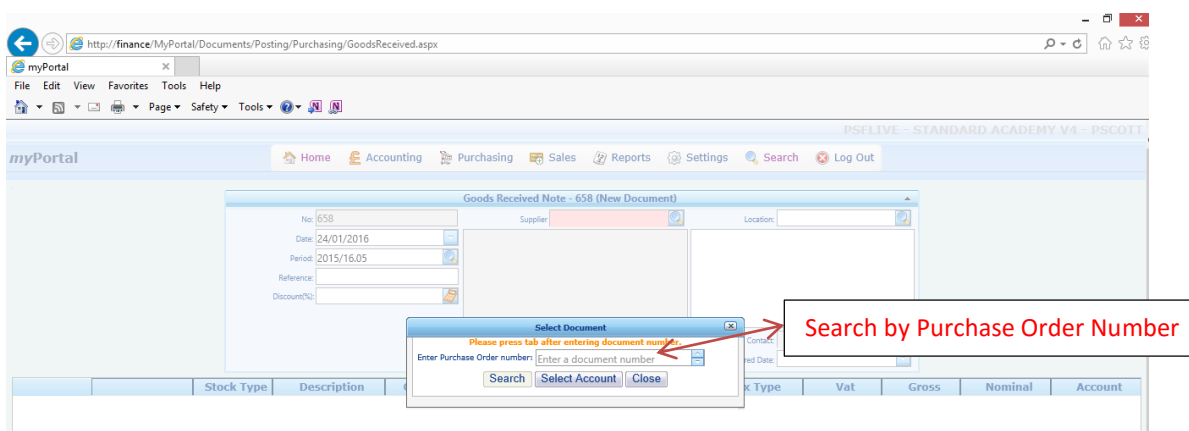 http://finance/MyPortal/Documents/Posting/Purchasing/GoodsReceived.aspx
myPortal
File Edit View Favorites Tools Help
Page Safety Tools
PSFLIVE - STANDARD ACADEMY V4 - PSCOTT
myPortal Home Accounting Purchasing Sales Reports Settings Search Log Out
Goods Received Note - 658 (New Document)
No: 658 Supplier Location:
Date: 24/01/2016
Period: 2015/16.05
Reference:
Discount(%):
Select Document
Please press tab after entering document number.
Contact:
Search by Purchase Order Number
Enter Purchase Order number: Enter a document number
red Date:
Search Select Account Close
Stock Type Description x Type Vat Gross Nominal Account